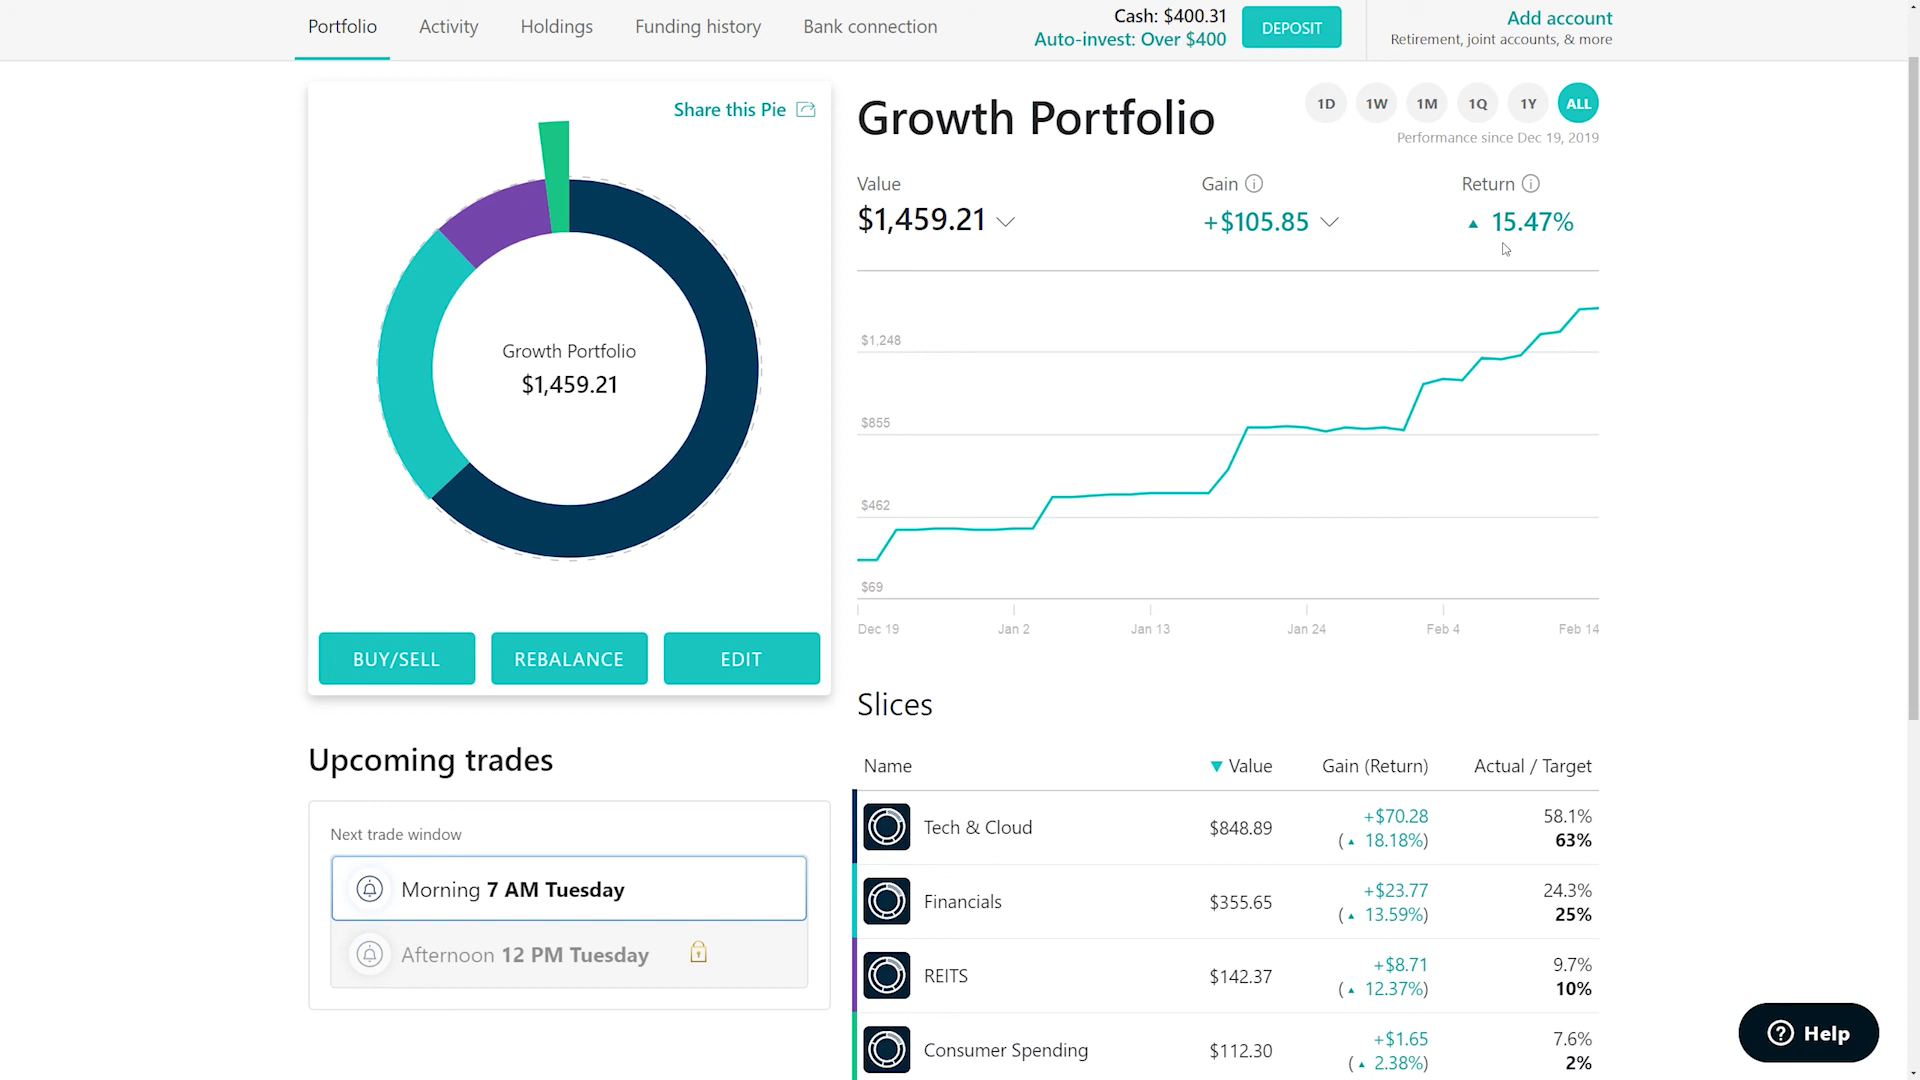 Portfolio
Activity
Holdings
Funding history
Bank connection
Cash: $400.31
Auto-invest: Over $400
DEPOSIT
Add account
Retirement, joint accounts, & more
Share this Pie
Growth Portfolio
$1,459.21
BUY/SELL
REBALANCE
EDIT
Upcoming trades
Next trade window
Morning 7 AM Tuesday
Afternoon 12 PM Tuesday
Growth Portfolio
1D
1W
1M
1Q
1Y
ALL
Performance since Dec 19, 2019
Value
$1,459.21
Gain
+$105.85
Return
▲ 15.47%
$1,248
$855
$462
$69
Dec 19
Jan 2
Jan 13
Jan 24
Feb 4
Feb 14
Slices
Name
▼ Value
Gain (Return)
Actual / Target
Tech & Cloud
$848.89
+$70.28
(▲ 18.18%)
58.1%
63%
Financials
$355.65
+$23.77
(▲ 13.59%)
24.3%
25%
REITS
$142.37
+$8.71
(▲ 12.37%)
9.7%
10%
Consumer Spending
$112.30
+$1.65
(▲ 2.38%)
7.6%
2%
Help